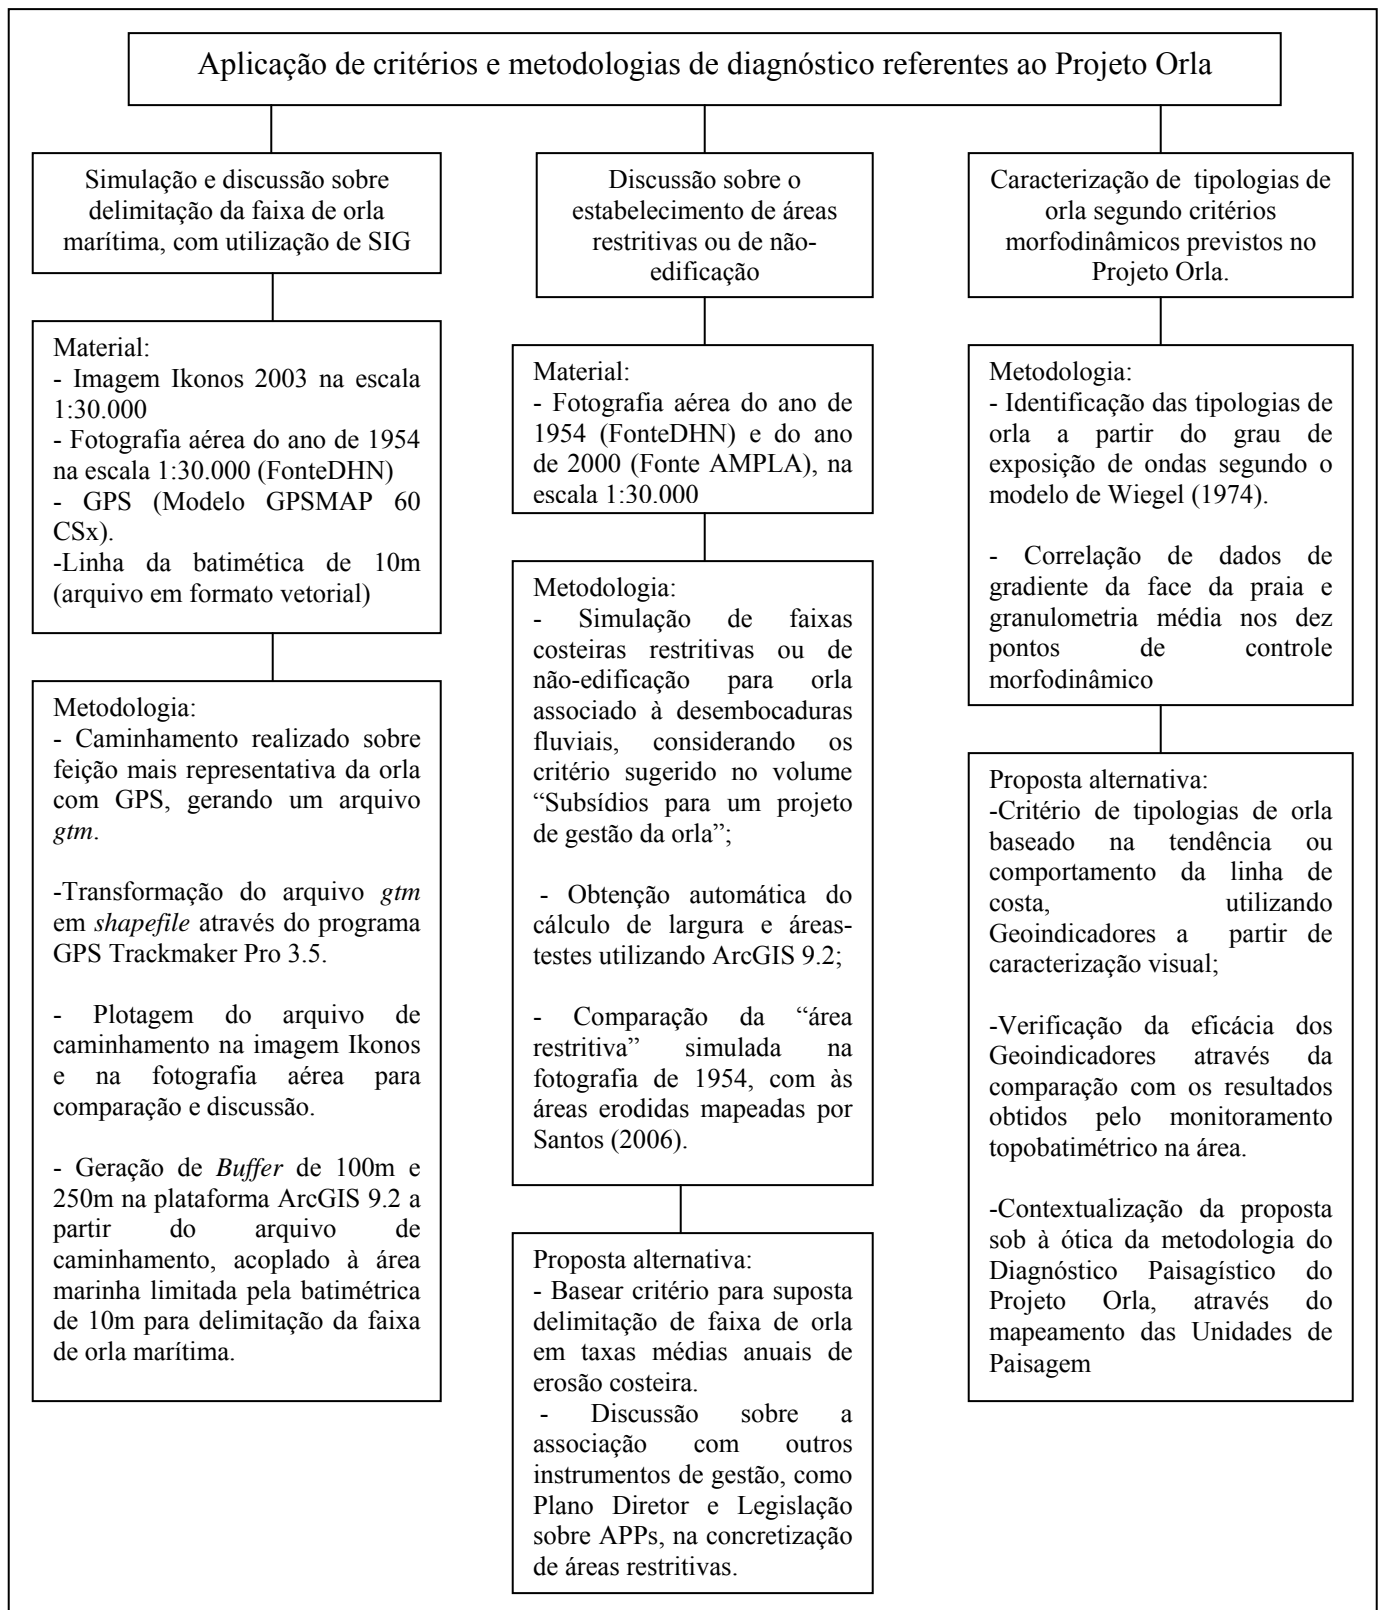 Aplicação de critérios e metodologias de diagnóstico referentes ao Projeto Orla
Simulação e discussão sobre
delimitação da faixa de orla
marítima, com utilização de SIG
Material:
- Imagem Ikonos 2003 na escala
1:30.000
- Fotografia aérea do ano de 1954
na escala 1:30.000 (FonteDHN)
- GPS (Modelo GPSMAP 60
CSx).
-Linha da batimética de 10m
(arquivo em formato vetorial)
Metodologia:
- Caminhamento realizado sobre
feição mais representativa da orla
com GPS, gerando um arquivo
gtm.
-Transformação do arquivo gtm
em shapefile através do programa
GPS Trackmaker Pro 3.5.
- Plotagem do arquivo de
caminhamento na imagem Ikonos
e na fotografia aérea para
comparação e discussão.
- Geração de Buffer de 100m e
250m na plataforma ArcGIS 9.2 a
partir do arquivo de
caminhamento, acoplado à área
marinha limitada pela batimétrica
de 10m para delimitação da faixa
de orla marítima.
Discussão sobre o
estabelecimento de áreas
restritivas ou de não-
edificação
Material:
- Fotografia aérea do ano de
1954 (FonteDHN) e do ano
de 2000 (Fonte AMPLA), na
escala 1:30.000
Metodologia:
- Simulação de faixas
costeiras restritivas ou de
não-edificação para orla
associado à desembocaduras
fluviais, considerando os
critério sugerido no volume
“Subsídios para um projeto
de gestão da orla”;
- Obtenção automática do
cálculo de largura e áreas-
testes utilizando ArcGIS 9.2;
- Comparação da “área
restritiva” simulada na
fotografia de 1954, com às
áreas erodidas mapeadas por
Santos (2006).
Proposta alternativa:
- Basear critério para suposta
delimitação de faixa de orla
em taxas médias anuais de
erosão costeira.
- Discussão sobre a
associação com outros
instrumentos de gestão, como
Plano Diretor e Legislação
sobre APPs, na concretização
de áreas restritivas.
Caracterização de tipologias de
orla segundo critérios
morfodinâmicos previstos no
Projeto Orla.
Metodologia:
- Identificação das tipologias de
orla a partir do grau de
exposição de ondas segundo o
modelo de Wiegel (1974).
- Correlação de dados de
gradiente da face da praia e
granulometria média nos dez
pontos de controle
morfodinâmico
Proposta alternativa:
-Critério de tipologias de orla
baseado na tendência ou
comportamento da linha de
costa, utilizando
Geoindicadores a partir de
caracterização visual;
-Verificação da eficácia dos
Geoindicadores através da
comparação com os resultados
obtidos pelo monitoramento
topobatimétrico na área.
-Contextualização da proposta
sob à ótica da metodologia do
Diagnóstico Paisagístico do
Projeto Orla, através do
mapeamento das Unidades de
Paisagem